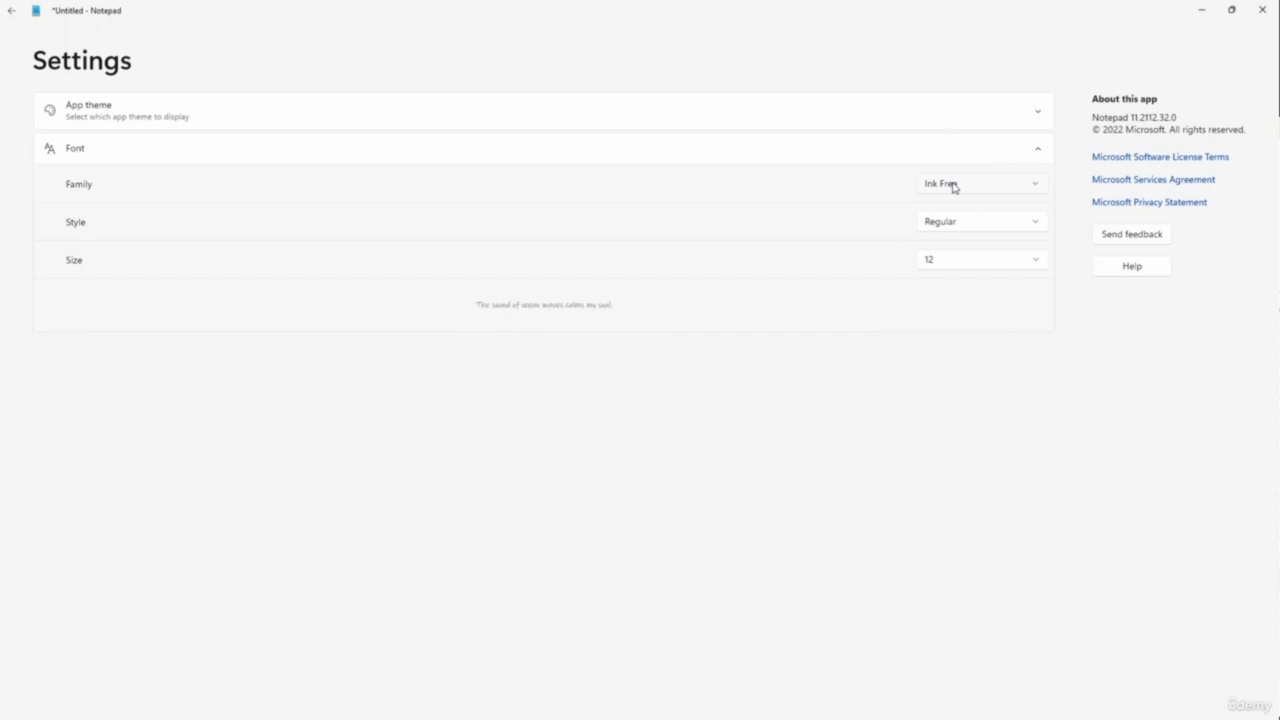 *Untitled - Notepad
Settings
App theme
Select which app theme to display
Font
Family
Ink Free
Style
Regular
Size
12
The sound of ocean waves calms my soul.
About this app
Notepad 11.2112.32.0
© 2022 Microsoft. All rights reserved.
Microsoft Software License Terms
Microsoft Services Agreement
Microsoft Privacy Statement
Send feedback
Help
ûdemy